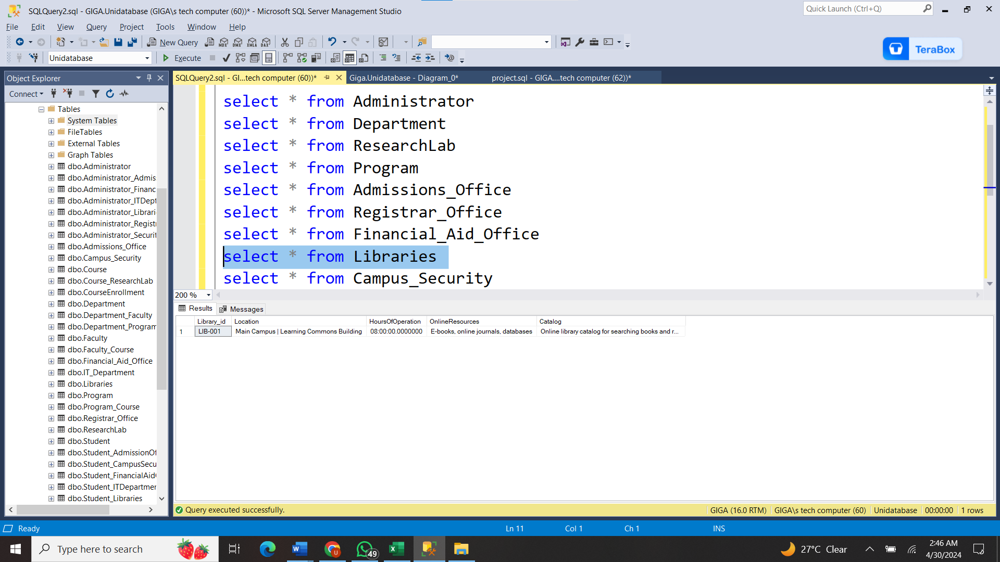 SQLQuery2.sql - GIGA.Unidatabase (GIGA\s tech computer (60))* - Microsoft SQL Server Management Studio
Quick Launch (Ctrl+Q)
File Edit View Query Project Tools Window Help
New Query MDX DMX XMLA DAX
Unidatabase Execute
TeraBox
Object Explorer
SQLQuery2.sql - GI...tech computer (60))* Giga.Unidatabase - Diagram_0* project.sql - GIGA....tech computer (62))*
Connect
Tables
System Tables
FileTables
External Tables
Graph Tables
dbo.Administrator
dbo.Administrator_Admis
dbo.Administrator_Financ
dbo.Administrator_ITDept
dbo.Administrator_Librari
dbo.Administrator_Registr
dbo.Administrator_Securit
dbo.Admissions_Office
dbo.Campus_Security
dbo.Course
dbo.Course_ResearchLab
dbo.CourseEnrollment
dbo.Department
dbo.Department_Faculty
dbo.Department_Program
dbo.Faculty
dbo.Faculty_Course
dbo.Financial_Aid_Office
dbo.IT_Department
dbo.Libraries
dbo.Program
dbo.Program_Course
dbo.Registrar_Office
dbo.ResearchLab
dbo.Student
dbo.Student_AdmissionOf
dbo.Student_CampusSecu
dbo.Student_FinancialAid
dbo.Student_ITDepartmen
dbo.Student_Libraries
select * from Administrator
select * from Department
select * from ResearchLab
select * from Program
select * from Admissions_Office
select * from Registrar_Office
select * from Financial_Aid_Office
select * from Libraries
select * from Campus_Security
200 %
Results Messages
Library_id Location HoursOfOperation OnlineResources Catalog
1 LIB-001 Main Campus | Learning Commons Building 08:00:00.0000000 E-books, online journals, databases Online library catalog for searching books and r...
Query executed successfully. GIGA (16.0 RTM) GIGA\s tech computer (60) Unidatabase 00:00:00 1 rows
Ready Ln 11 Col 1 Ch 1 INS
Type here to search 49 27°C Clear 2:46 AM
4/30/2024